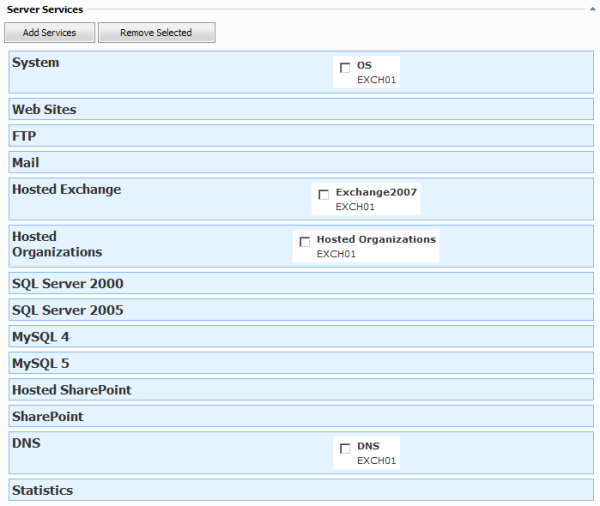 Server Services
Add Services
Remove Selected
System
OS
EXCH01
Web Sites
FTP
Mail
Hosted Exchange
Exchange2007
EXCH01
Hosted
Organizations
Hosted Organizations
EXCH01
SQL Server 2000
SQL Server 2005
MySQL 4
MySQL 5
Hosted SharePoint
SharePoint
DNS
DNS
EXCH01
Statistics